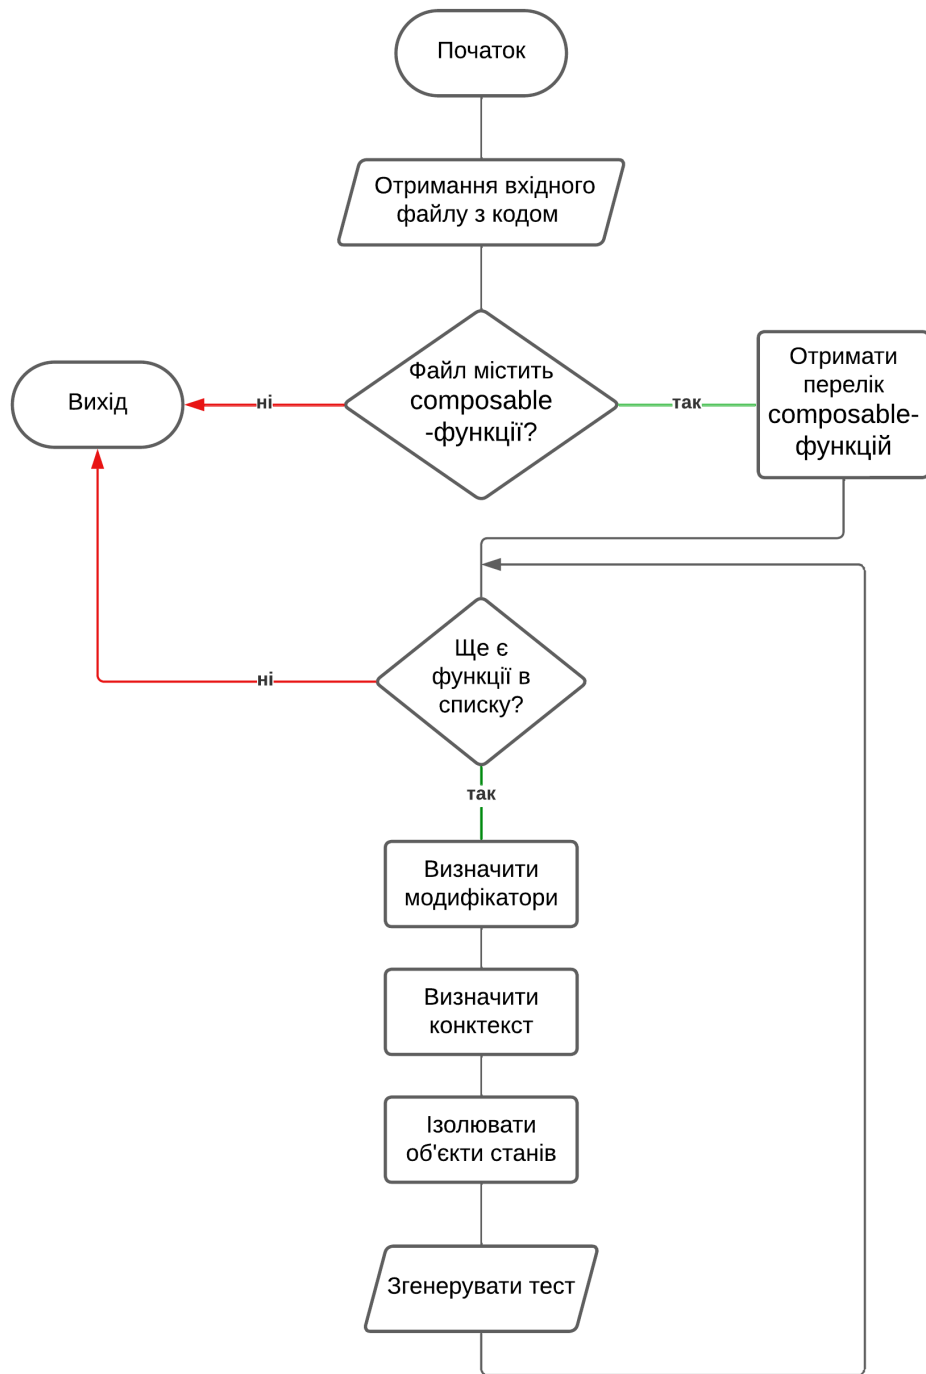 Початок
Отримання вхідного
файлу з кодом
Файл містить
composable
-функції?
ні
так
Вихід
Отримати
перелік
composable-
функцій
Ще є
функції в
списку?
ні
так
Визначити
модифікатори
Визначити
конктекст
Ізолювати
об'єкти станів
Згенерувати тест